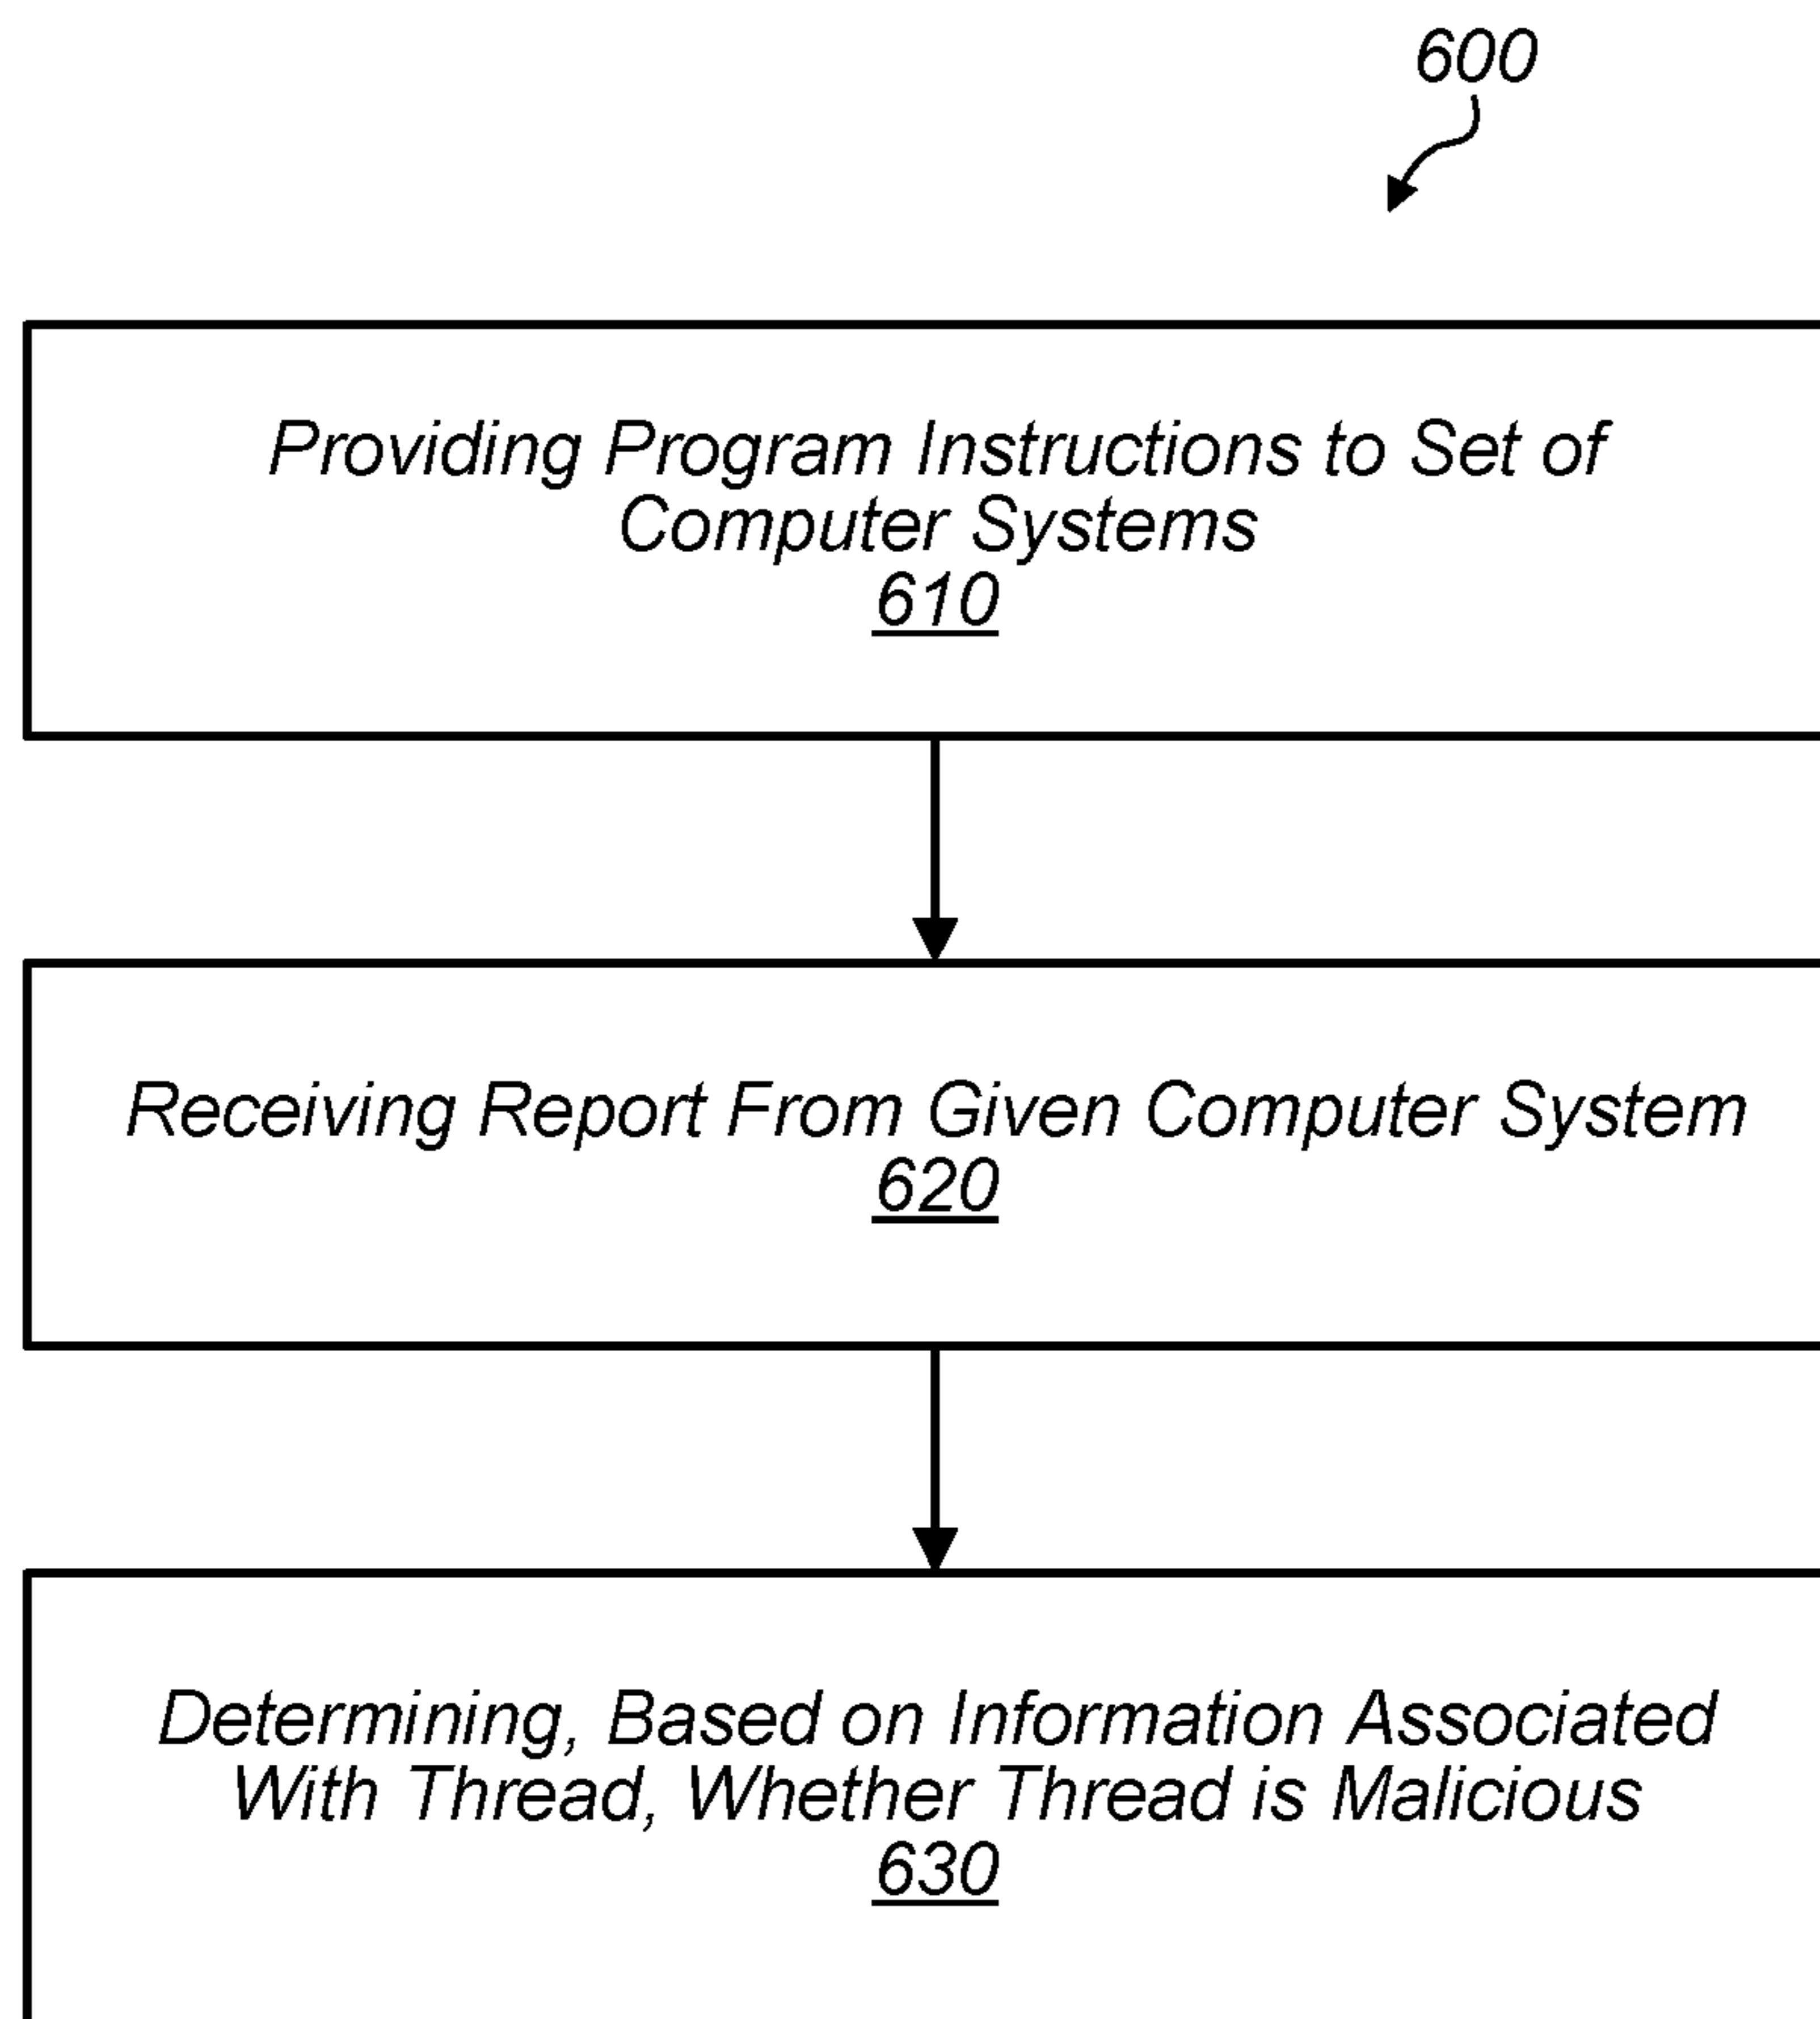 600
Providing Program Instructions to Set of
Computer Systems
610
Receiving Report From Given Computer System
620
Determining, Based on Information Associated
With Thread, Whether Thread is Malicious
630